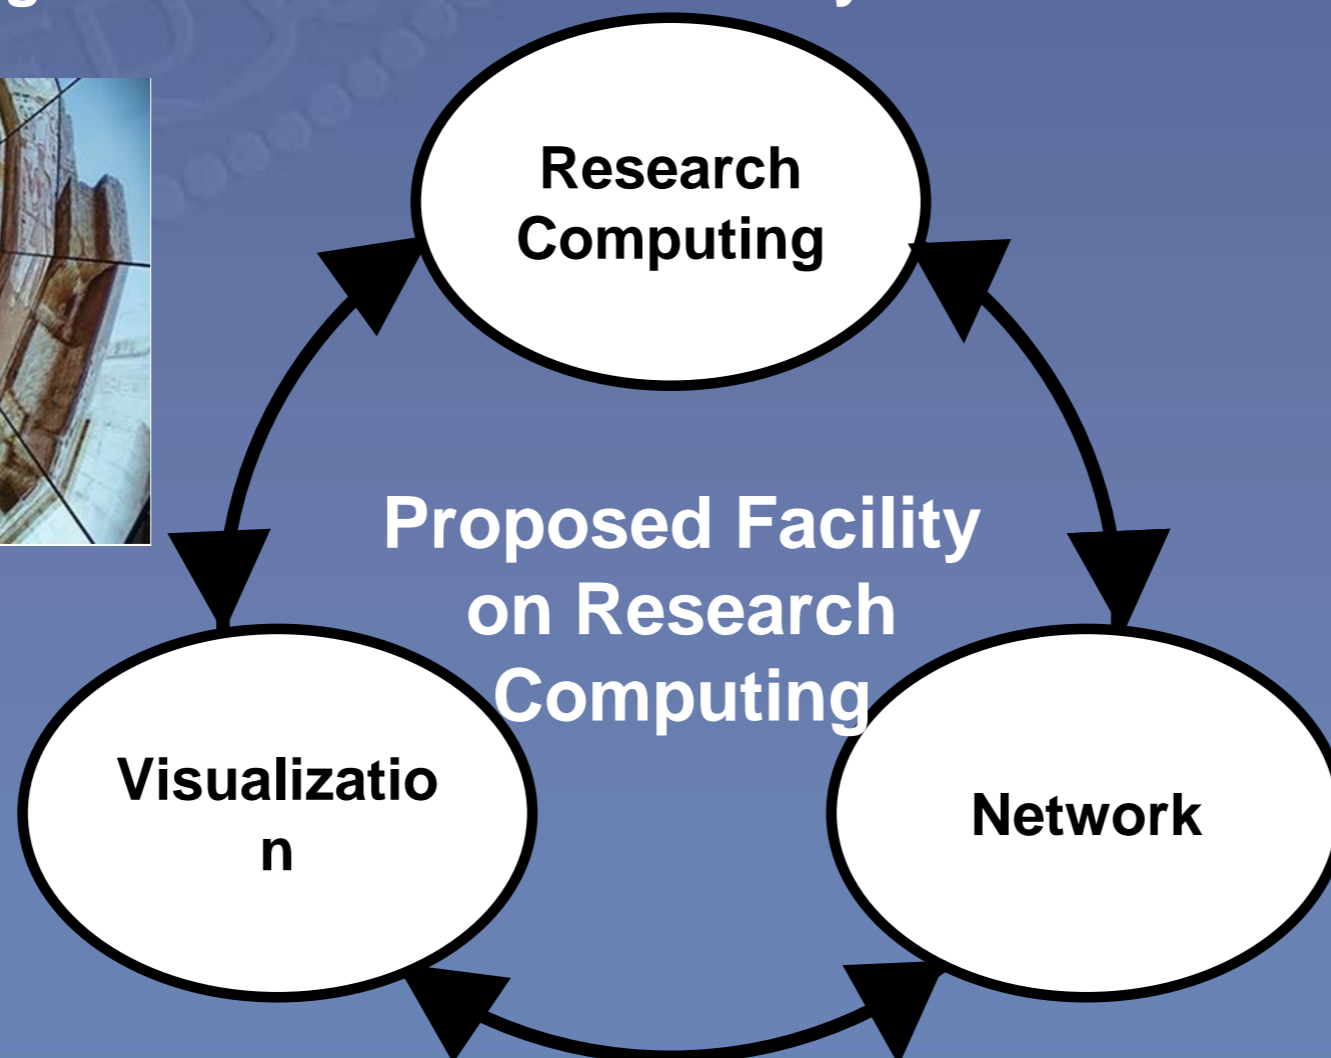 Research
Computing
Proposed Facility
on Research
Computing
Visualizatio
n
Network